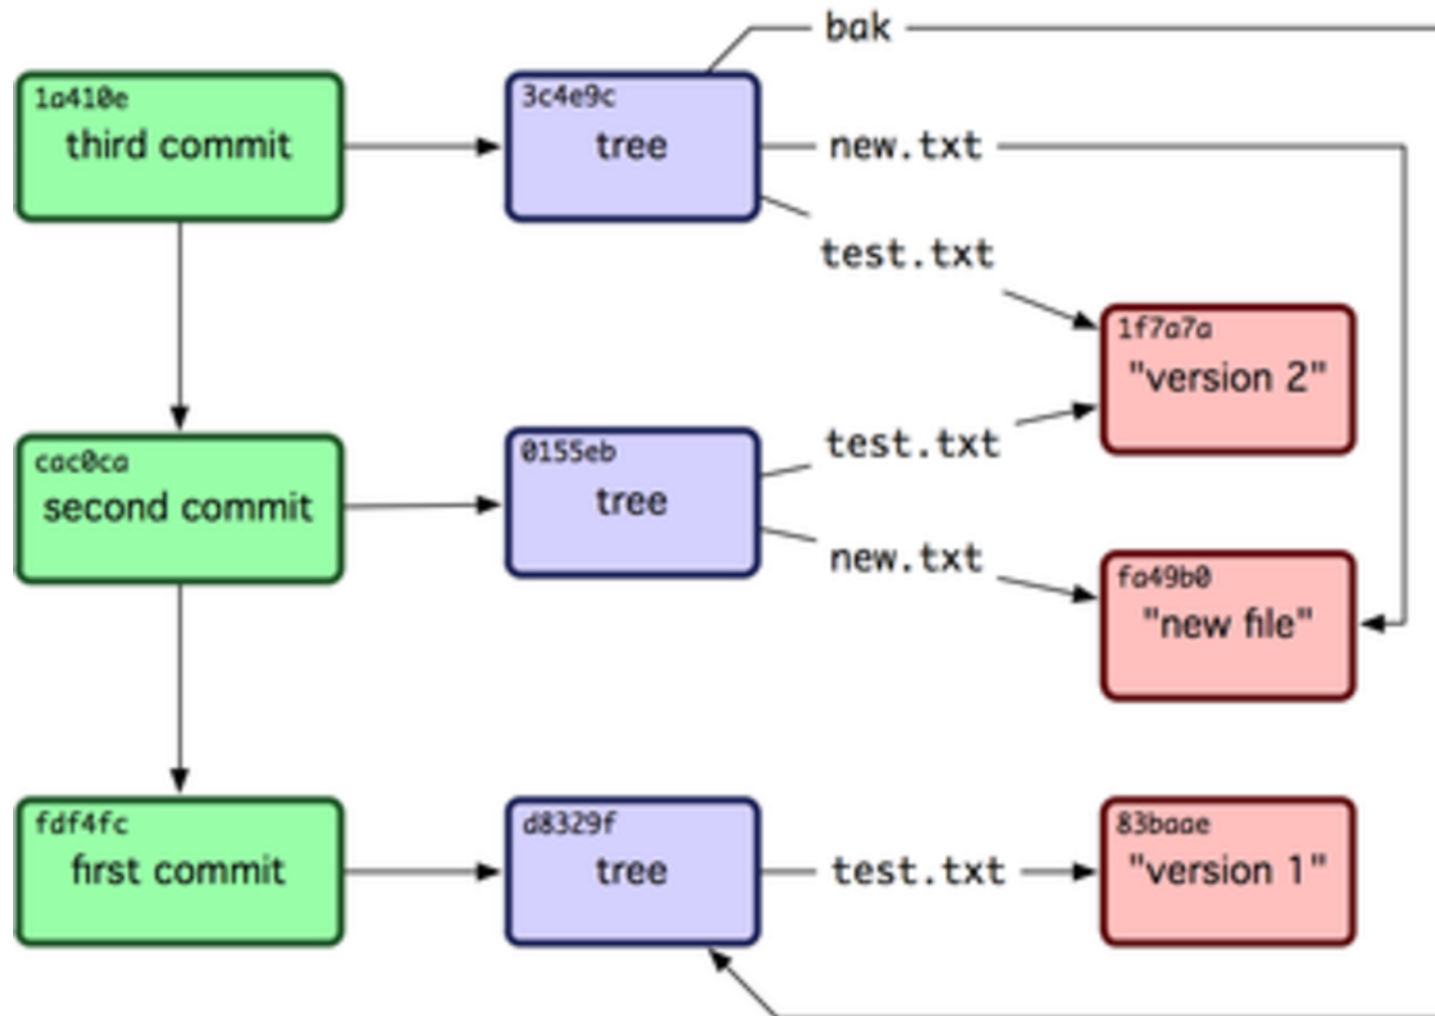 bak
1a410e
third commit
3c4e9c
tree
new.txt
test.txt
1f7a7a
"version 2"
cac0ca
second commit
0155eb
tree
test.txt
new.txt
fa49b0
"new file"
fdf4fc
first commit
d8329f
tree
test.txt
83baae
"version 1"